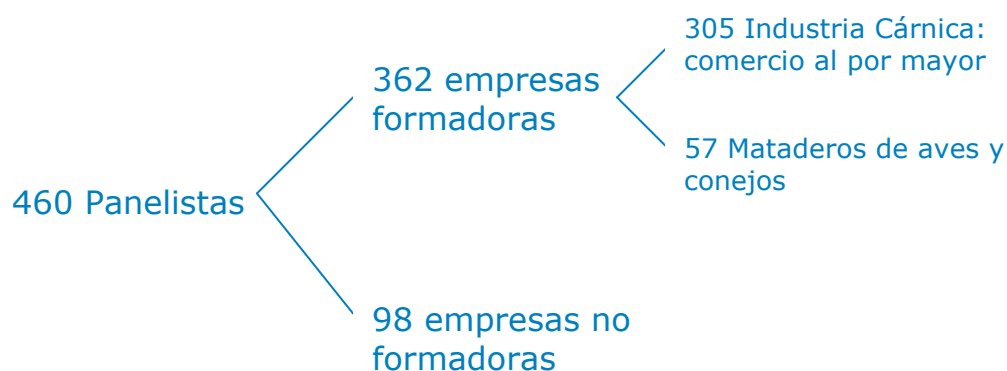 460 Panelistas
362 empresas
formadoras
305 Industria Cárnica:
comercio al por mayor
57 Mataderos de aves y
conejos
98 empresas no
formadoras